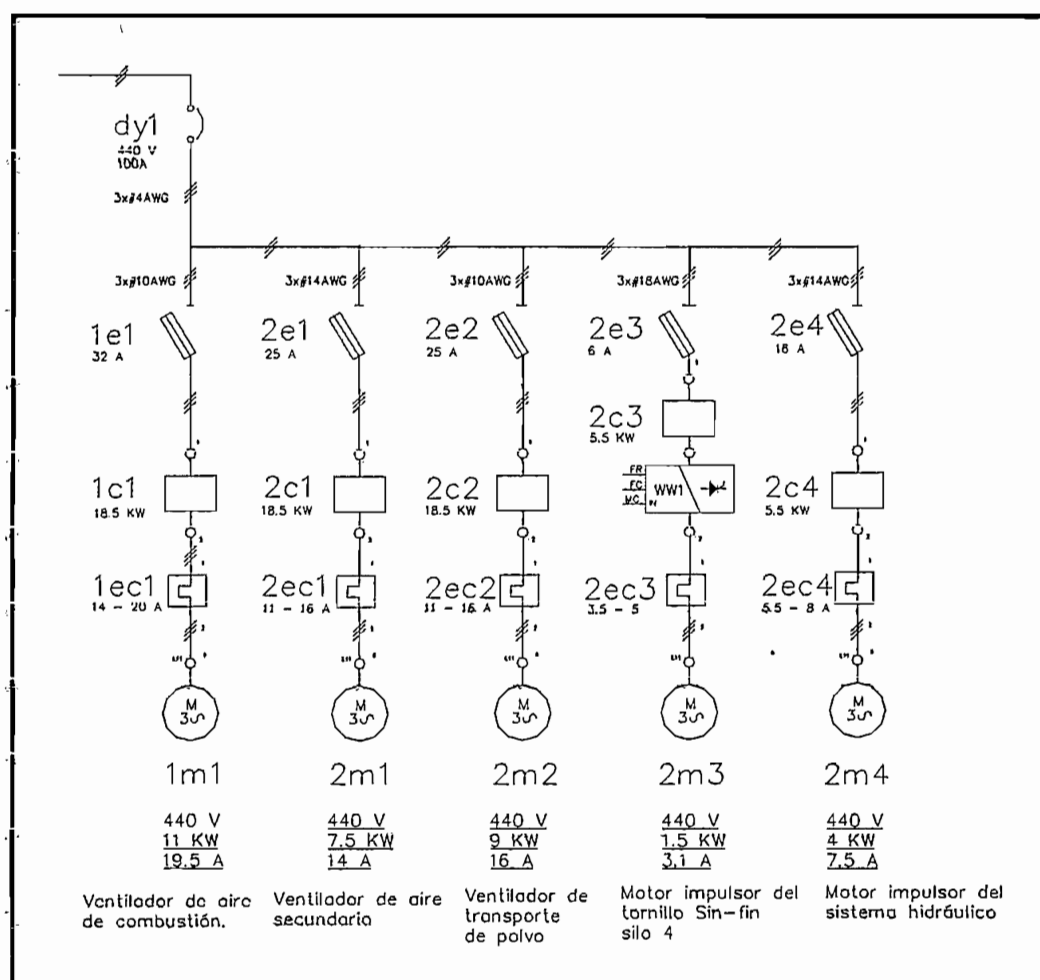 dy1
440 V
100A
3x#4AWG
3x#10AWG
3x#14AWG
3x#10AWG
3x#18AWG
3x#14AWG
1e1
32 A
2e1
25 A
2e2
25 A
2e3
6 A
2e4
16 A
2c3
5.5 KW
FR
FC
IN
WW1
1c1
18.5 KW
2c1
18.5 KW
2c2
18.5 KW
2c4
5.5 KW
1ec1
14 - 20 A
2ec1
11 - 16 A
2ec2
11 - 16 A
2ec3
3.5 - 5
2ec4
5.5 - 8 A
M
3∿
M
3∿
M
3∿
M
3∿
M
3∿
1m1
2m1
2m2
2m3
2m4
440 V
11 KW
19.5 A
440 V
7.5 KW
14 A
440 V
9 KW
16 A
440 V
1.5 KW
3.1 A
440 V
4 KW
7.5 A
Ventilador de aire
de combustión.
Ventilador de aire
secundario
Ventilador de
transporte
de polvo
Motor impulsor del
tornillo Sin-fin
silo 4
Motor impulsor del
sistema hidráulico